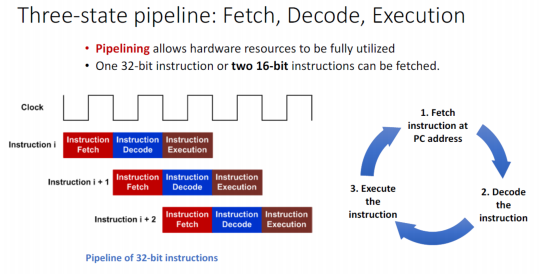 Three-state pipeline: Fetch, Decode, Execution
• Pipelining allows hardware resources to be fully utilized
• One 32-bit instruction or two 16-bit instructions can be fetched.
Clock
Instruction i
Instruction
Fetch
Instruction
Decode
Instruction
Execution
Instruction i + 1
Instruction
Fetch
Instruction
Decode
Instruction
Execution
Instruction i + 2
Instruction
Fetch
Instruction
Decode
Instruction
Execution
Pipeline of 32-bit instructions
1. Fetch
instruction at
PC address
2. Decode
the
instruction
3. Execute
the
instruction